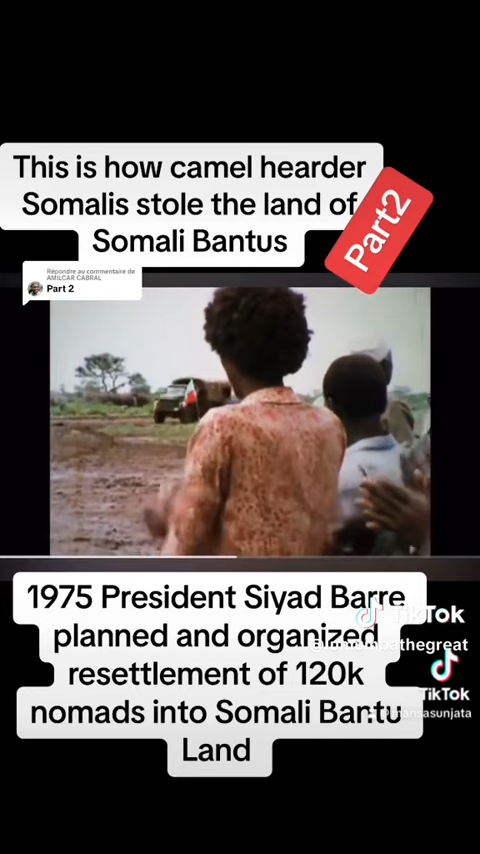 This is how camel hearder
Somalis stole the land of
Somali Bantus
Part2
Répondre au commentaire de
AMILCAR CABRAL
Part 2
1975 President Siyad Barre
planned and organized
resettlement of 120k
nomads into Somali Bantu
Land
TikTok
TikTok
@mansasunjata